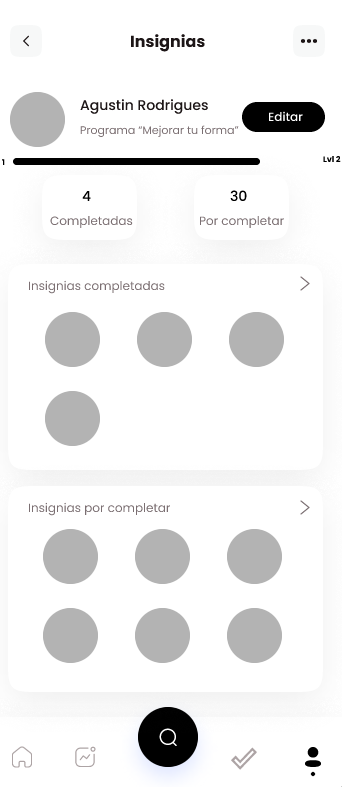 Insignias
Agustin Rodrigues
Editar
Programa “Mejorar tu forma”
1
Lvl 2
4
30
Completadas
Por completar
Insignias completadas
Insignias por completar